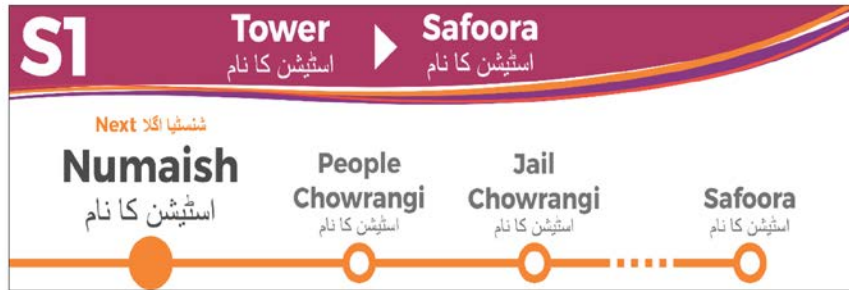 S1
Tower
اسٹیشن کا نام
Safoora
اسٹیشن کا نام
Next شنسٹیا اگلا
Numaish
اسٹیشن کا نام
People
Chowrangi
اسٹیشن کا نام
Jail
Chowrangi
اسٹیشن کا نام
Safoora
اسٹیشن کا نام